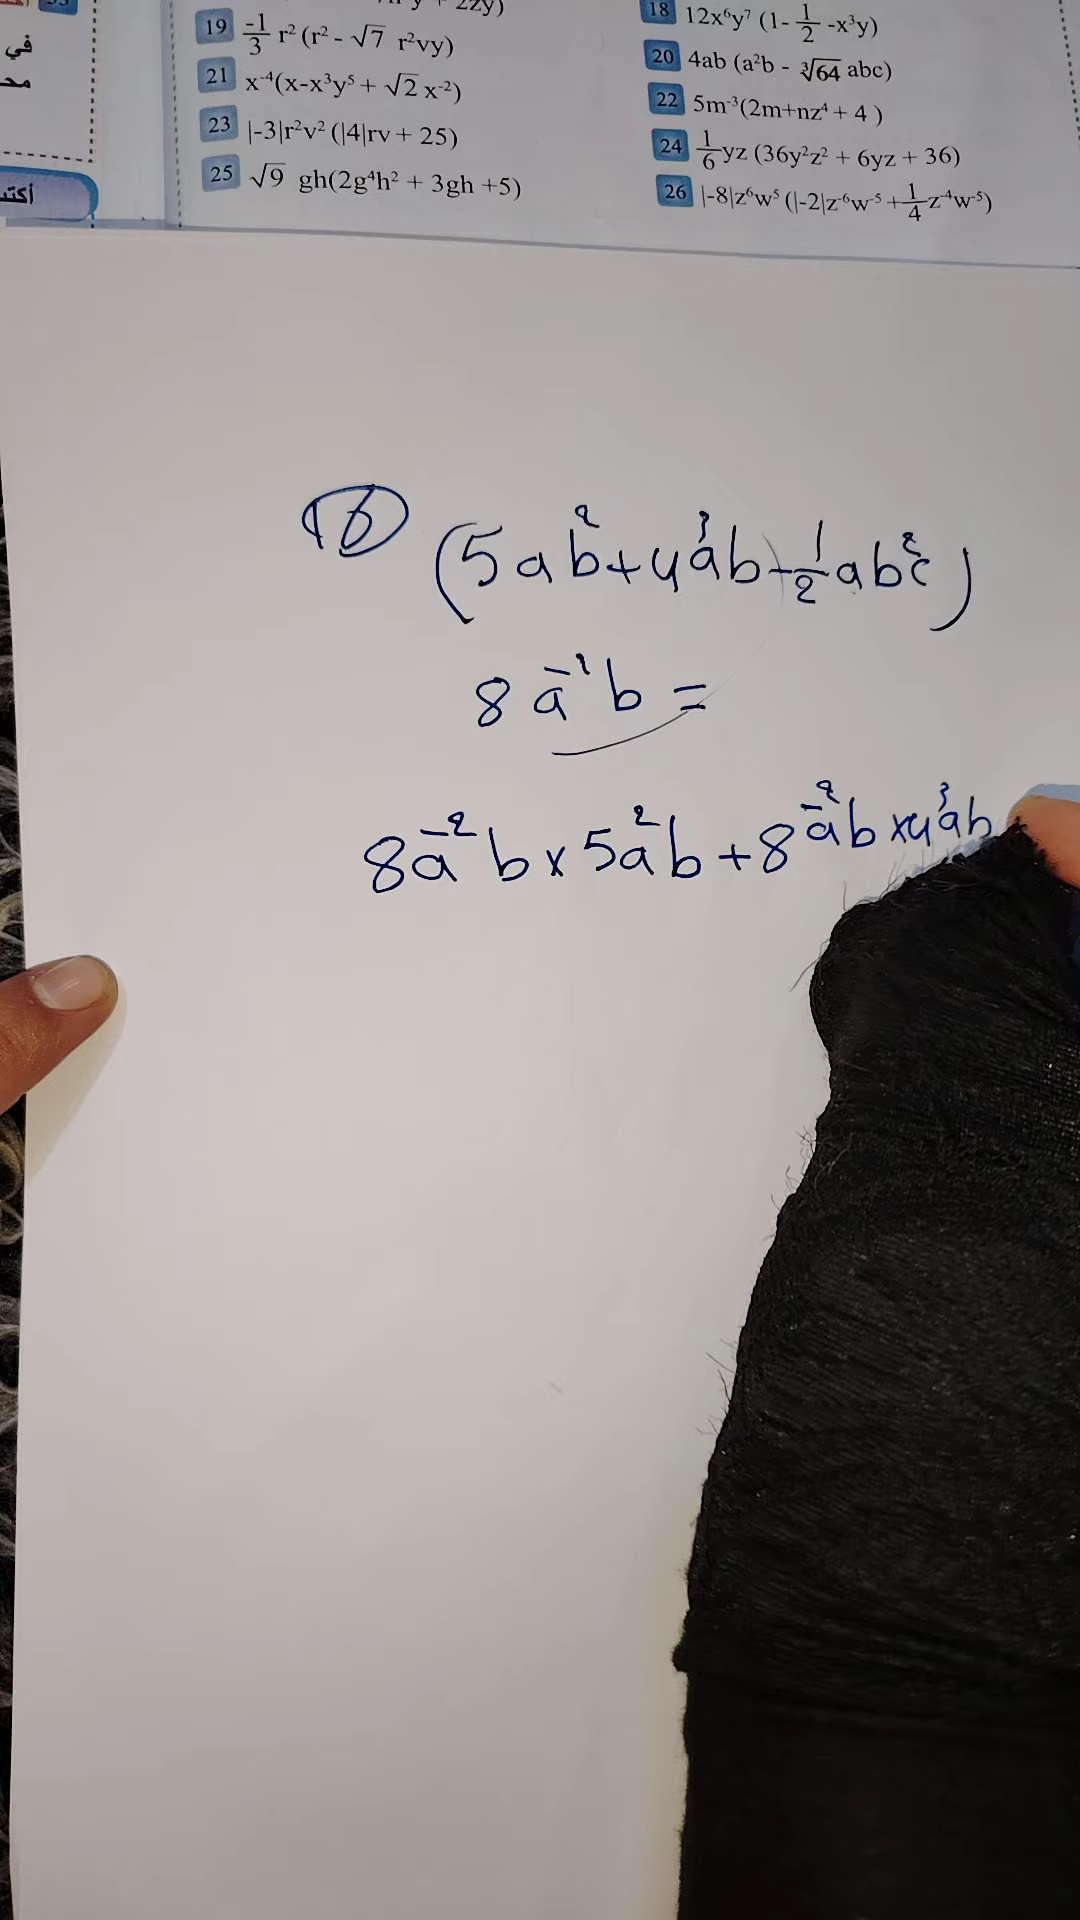 2zy)
18 12x⁶y⁷ (1- 1/2 -x³y)
19 -1/3 r² (r² - √7 r²vy)
20 4ab (a²b - ∛64 abc)
21 x⁻⁴(x-x³y⁵ + √2 x⁻²)
22 5m⁻³(2m+nz⁴ + 4 )
23 |-3|r²v² (|4|rv + 25)
24 1/6 yz (36y²z² + 6yz + 36)
25 √9 gh(2g⁴h² + 3gh +5)
26 |-8|z⁶w⁵ (|-2|z⁻⁶w⁻⁵ + 1/4 z⁻⁴w⁻⁵)
في
16 (5ab² + 4a³b - 1/2 abc²)
8a⁻²b =
8a⁻²b x 5a²b + 8a⁻²b x 4a³b